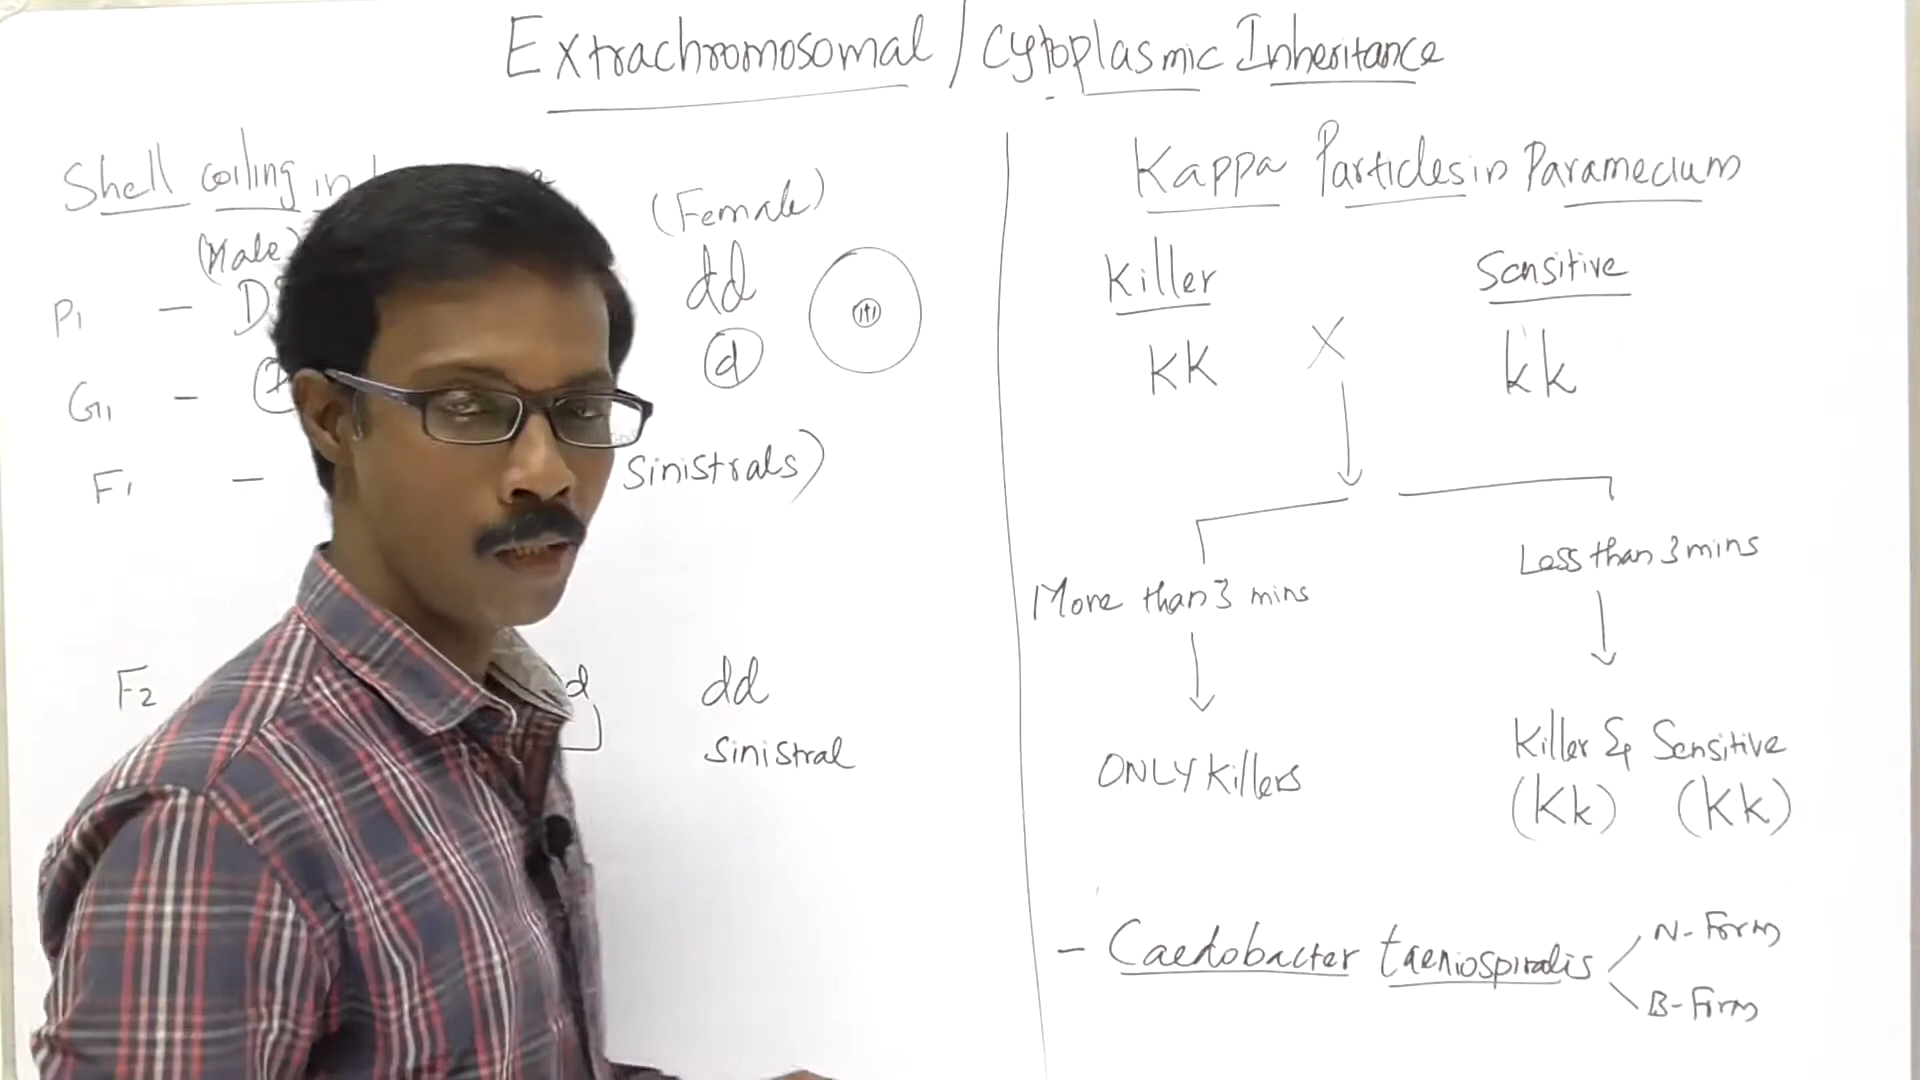 Extrachromosomal / Cytoplasmic Inheritance
Shell coiling in
(Male)
(Female)
P1 - D
dd
G1 -
d
F1 -
Sinistrals)
F2
d
dd
Sinistral
Kappa Particles in Paramecium
Killer
Sensitive
KK X kk
More than 3 mins
Less than 3 mins
ONLY Killers
Killer & Sensitive
(Kk) (Kk)
- Caedobacter taeniospiralis
N-Form
B-Form